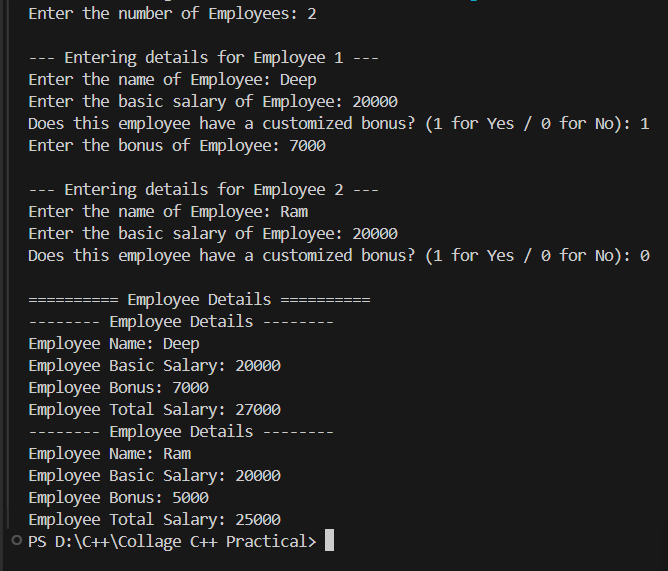 Enter the number of Employees: 2
--- Entering details for Employee 1 ---
Enter the name of Employee: Deep
Enter the basic salary of Employee: 20000
Does this employee have a customized bonus? (1 for Yes / 0 for No): 1
Enter the bonus of Employee: 7000
--- Entering details for Employee 2 ---
Enter the name of Employee: Ram
Enter the basic salary of Employee: 20000
Does this employee have a customized bonus? (1 for Yes / 0 for No): 0
========== Employee Details ==========
-------- Employee Details --------
Employee Name: Deep
Employee Basic Salary: 20000
Employee Bonus: 7000
Employee Total Salary: 27000
-------- Employee Details --------
Employee Name: Ram
Employee Basic Salary: 20000
Employee Bonus: 5000
Employee Total Salary: 25000
PS D:\C++\Collage C++ Practical>